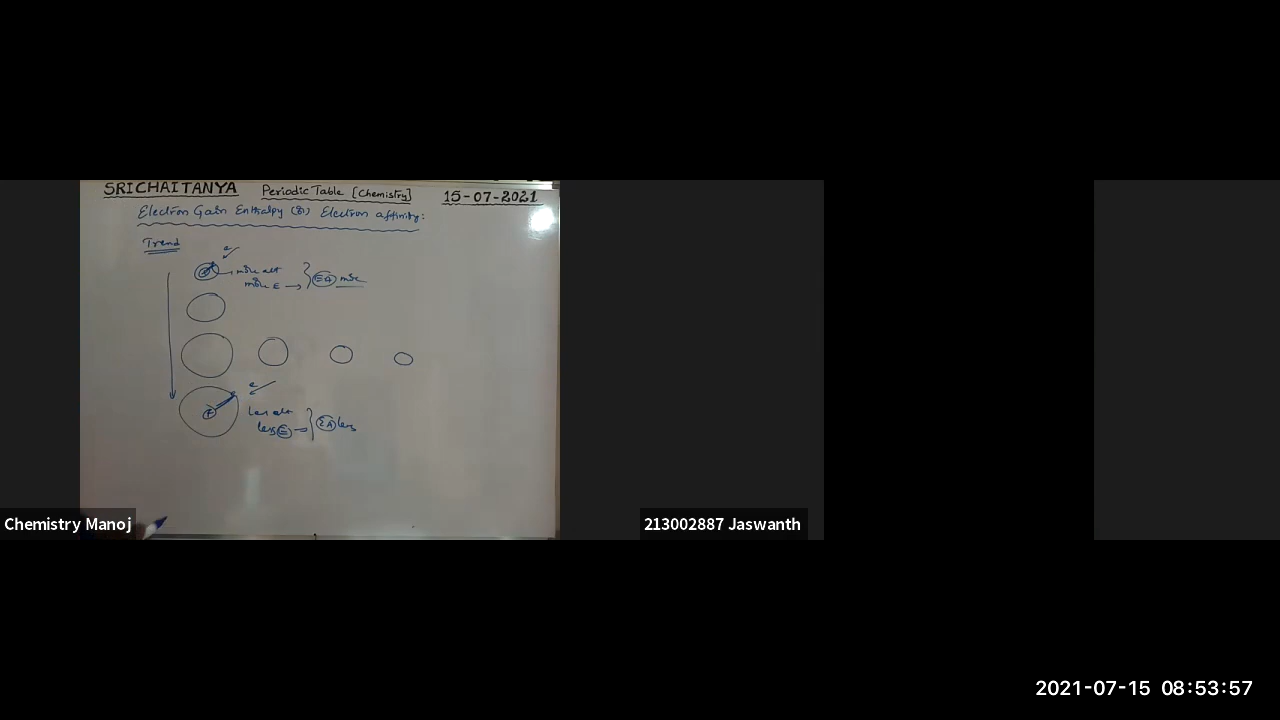 SRICHAITANYA Periodic Table [Chemistry] 15-07-2021
Electron Gain Enthalpy (or) Electron affinity:
Trend
e
more att
more E → EA more
e
less att
less E → EA less
Chemistry Manoj
213002887 Jaswanth
2021-07-15 08:53:57